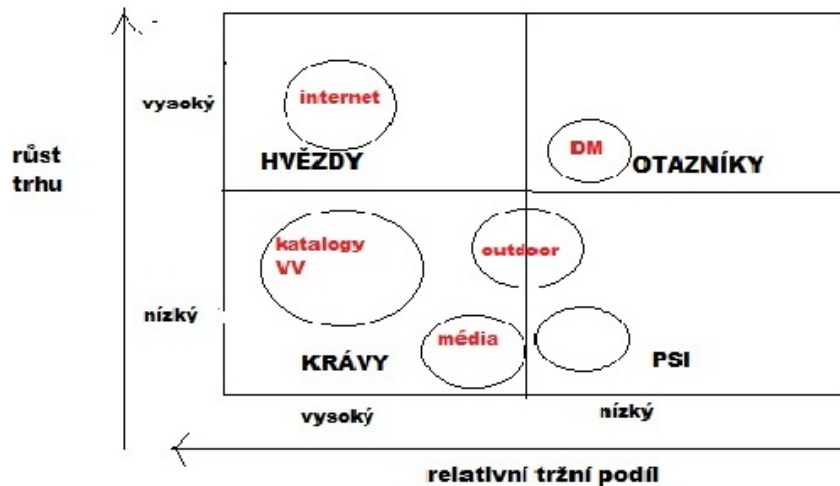 vysoký
internet
HVĚZDY
DM
OTAZNÍKY
růst
trhu
katalogy
VV
outdoor
nízký
média
KRÁVY
PSI
vysoký
nízký
relativní tržní podíl